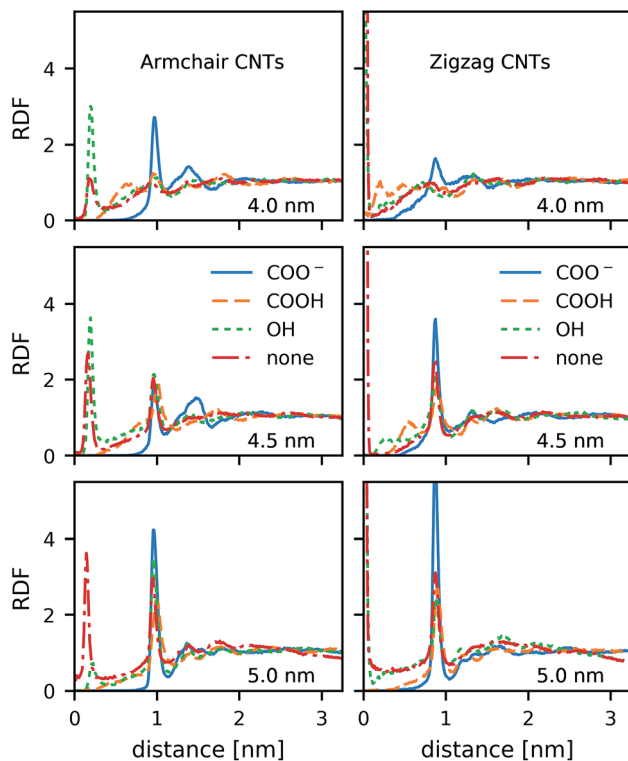 RDF
4
2
0
Armchair CNTs
4.0 nm
Zigzag CNTs
4.0 nm
RDF
4
2
0
COO⁻
COOH
OH
none
4.5 nm
COO⁻
COOH
OH
none
4.5 nm
RDF
4
2
0
5.0 nm
5.0 nm
0 1 2 3
0 1 2 3
distance [nm]
distance [nm]